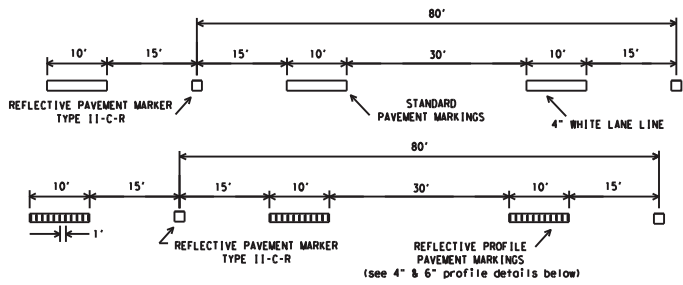 80'
10' 15' 15' 10' 30' 10' 15'
REFLECTIVE PAVEMENT MARKER
TYPE II-C-R
STANDARD
PAVEMENT MARKINGS
4" WHITE LANE LINE
80'
10' 15' 15' 10' 30' 10' 15'
1'
REFLECTIVE PAVEMENT MARKER
TYPE II-C-R
REFLECTIVE PROFILE
PAVEMENT MARKINGS
(see 4" & 6" profile details below)